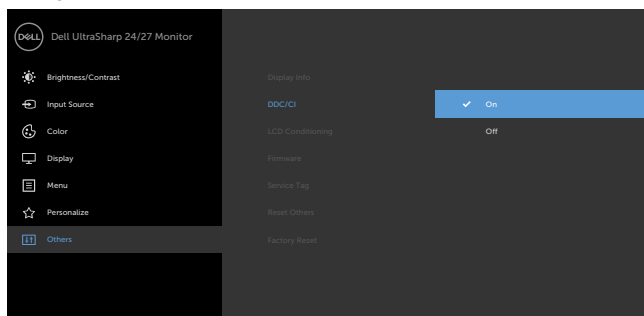 DELL
Dell UltraSharp 24/27 Monitor
Brightness/Contrast
Input Source
Color
Display
Menu
Personalize
Others
Display Info
DDC/CI
LCD Conditioning
Firmware
Service Tag
Reset Others
Factory Reset
On
Off